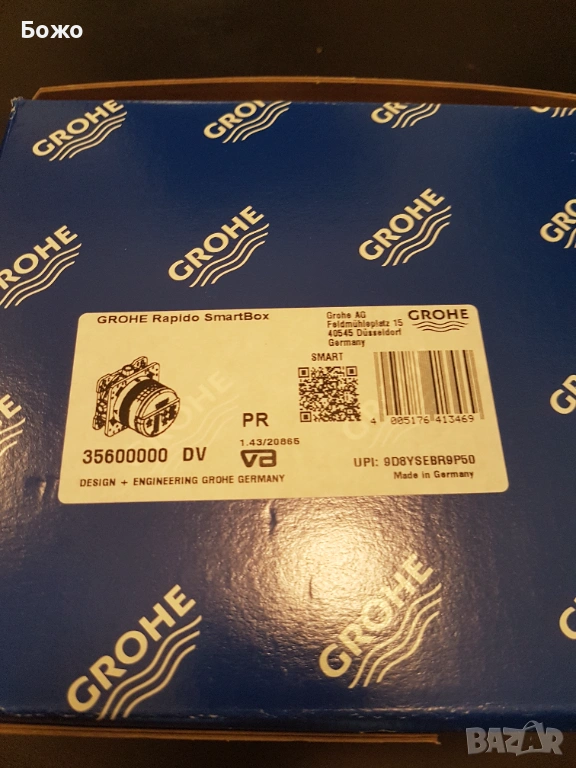 Божо
GROHE
GROHE
GROHE
GROHE
GROHE
GROHE
GROHE Rapido SmartBox
Grohe AG
Feldmühleplatz 15
40545 Düsseldorf
Germany
GROHE
SMART
PR
4 005176 413469
1.43/20865
35600000 DV
VA
UPI: 9D8YSEBR9P50
DESIGN + ENGINEERING GROHE GERMANY
Made in Germany
GROHE
GROHE
GROHE
GROHE
BAZAR